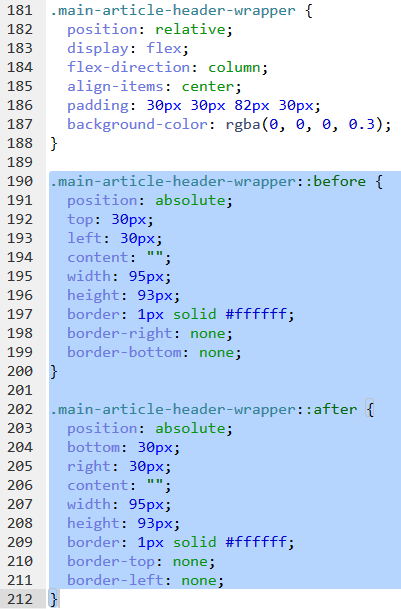 181 .main-article-header-wrapper {
182   position: relative;
183   display: flex;
184   flex-direction: column;
185   align-items: center;
186   padding: 30px 30px 82px 30px;
187   background-color: rgba(0, 0, 0, 0.3);
188 }
189
190 .main-article-header-wrapper::before {
191   position: absolute;
192   top: 30px;
193   left: 30px;
194   content: "";
195   width: 95px;
196   height: 93px;
197   border: 1px solid #ffffff;
198   border-right: none;
199   border-bottom: none;
200 }
201
202 .main-article-header-wrapper::after {
203   position: absolute;
204   bottom: 30px;
205   right: 30px;
206   content: "";
207   width: 95px;
208   height: 93px;
209   border: 1px solid #ffffff;
210   border-top: none;
211   border-left: none;
212 }